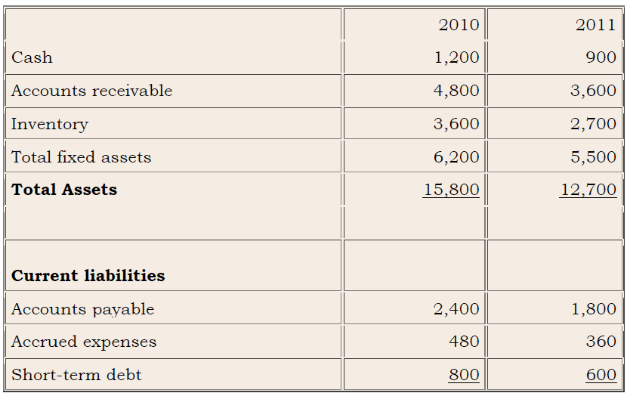 2010 2011
Cash 1,200 900
Accounts receivable 4,800 3,600
Inventory 3,600 2,700
Total fixed assets 6,200 5,500
Total Assets 15,800 12,700
Current liabilities
Accounts payable 2,400 1,800
Accrued expenses 480 360
Short-term debt 800 600